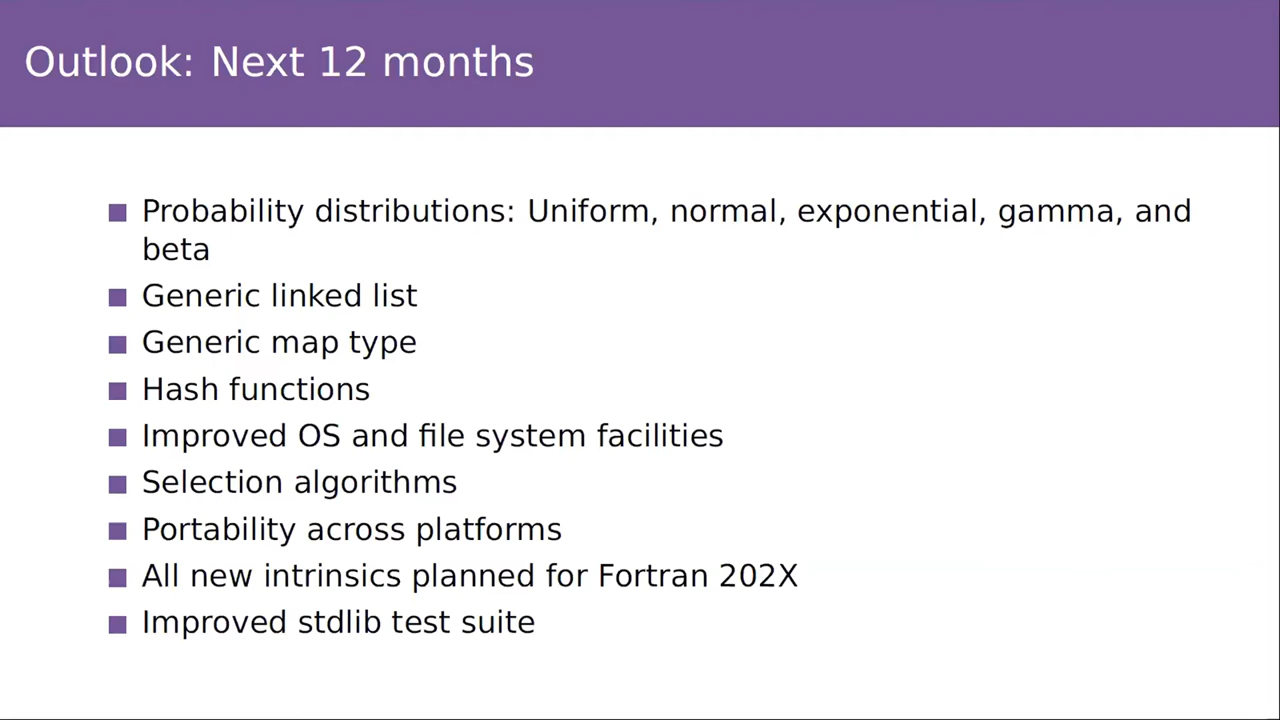 Outlook: Next 12 months
Probability distributions: Uniform, normal, exponential, gamma, and
beta
Generic linked list
Generic map type
Hash functions
Improved OS and file system facilities
Selection algorithms
Portability across platforms
All new intrinsics planned for Fortran 202X
Improved stdlib test suite